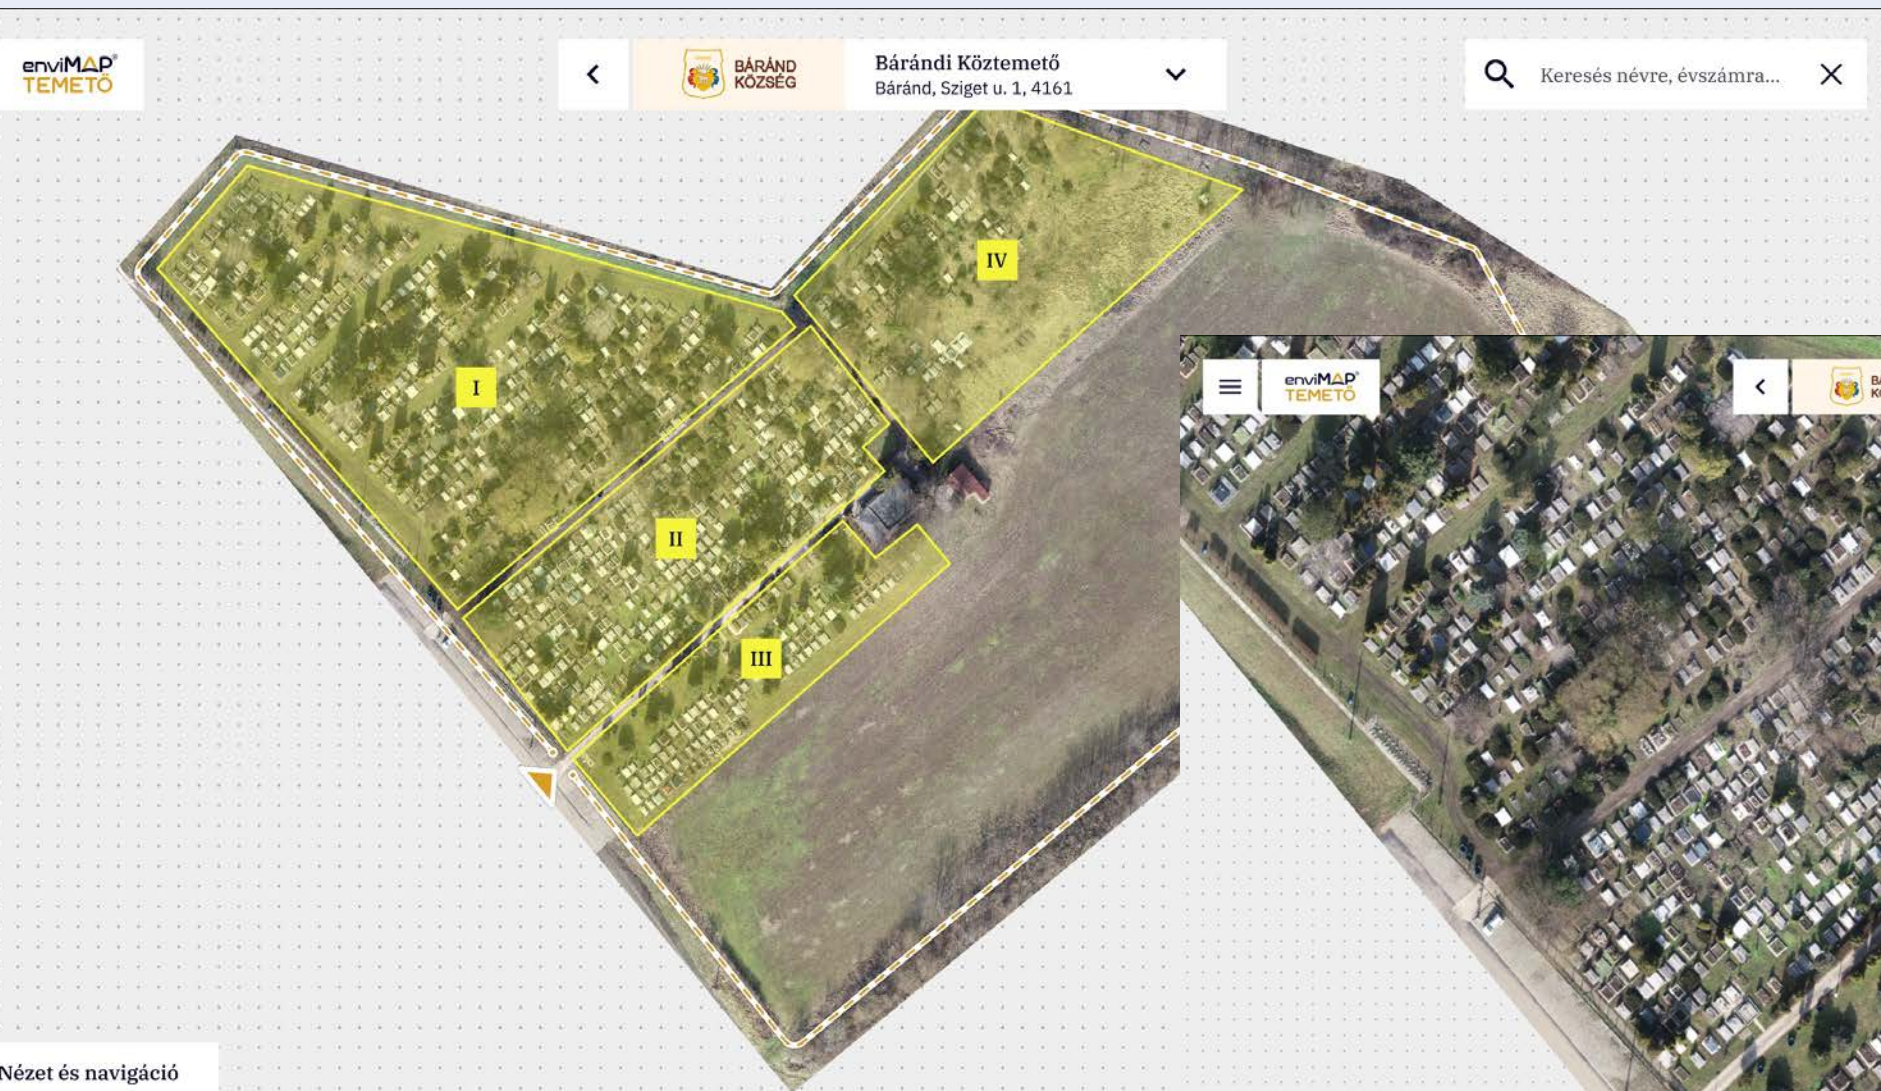 enviMAP®
TEMETŐ
BÁRÁND
KÖZSÉG
Bárándi Köztemető
Báránd, Sziget u. 1, 4161
Keresés névre, évszámra...
IV
I
II
III
enviMAP®
TEMETŐ
Nézet és navigáció